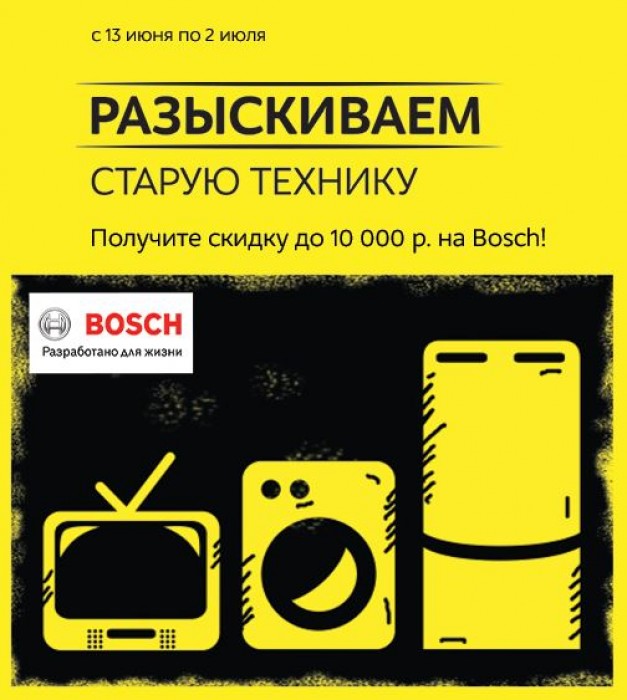 с 13 июня по 2 июля
РАЗЫСКИВАЕМ
СТАРУЮ ТЕХНИКУ
Получите скидку до 10 000 р. на Bosch!
BOSCH
Разработано для жизни